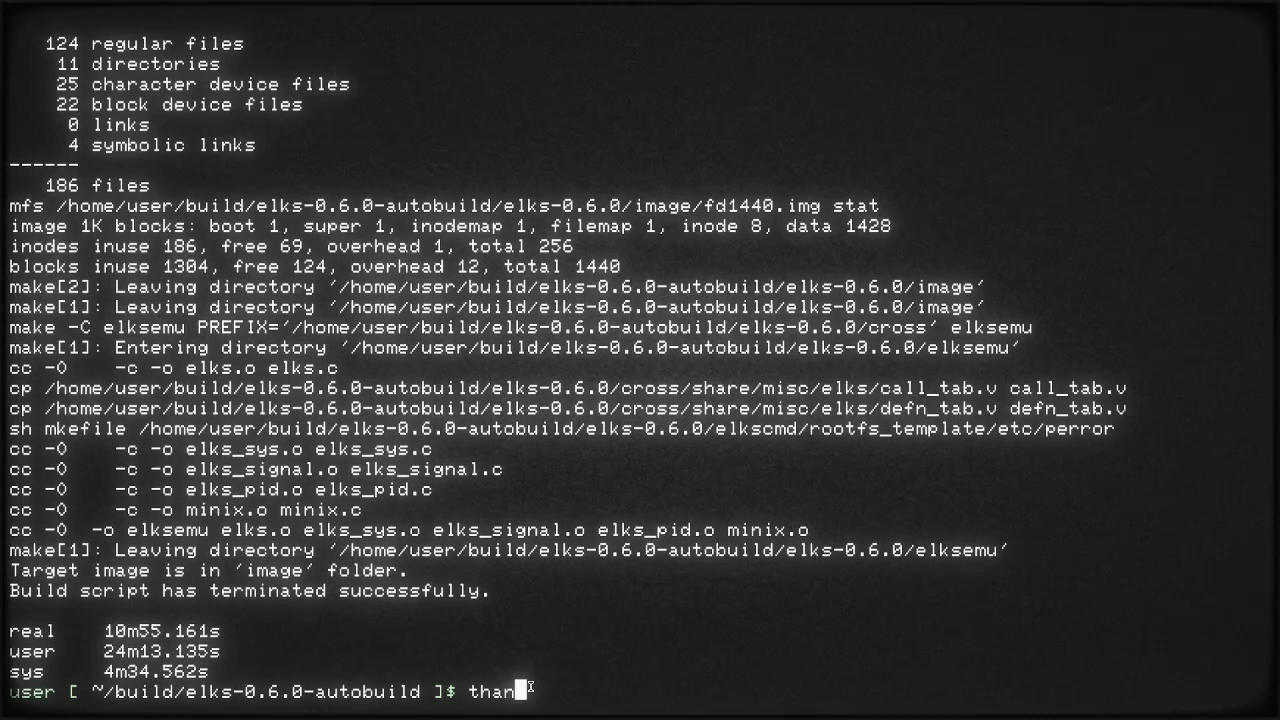 124 regular files
11 directories
25 character device files
22 block device files
0 links
4 symbolic links
------
186 files
mfs /home/user/build/elks-0.6.0-autobuild/elks-0.6.0/image/fd1440.img stat
image 1K blocks: boot 1, super 1, inodemap 1, filemap 1, inode 8, data 1428
inodes inuse 186, free 69, overhead 1, total 256
blocks inuse 1304, free 124, overhead 12, total 1440
make[2]: Leaving directory '/home/user/build/elks-0.6.0-autobuild/elks-0.6.0/image'
make[1]: Leaving directory '/home/user/build/elks-0.6.0-autobuild/elks-0.6.0/image'
make -C elksemu PREFIX='/home/user/build/elks-0.6.0-autobuild/elks-0.6.0/cross' elksemu
make[1]: Entering directory '/home/user/build/elks-0.6.0-autobuild/elks-0.6.0/elksemu'
cc -O    -c -o elks.o elks.c
cp /home/user/build/elks-0.6.0-autobuild/elks-0.6.0/cross/share/misc/elks/call_tab.v call_tab.v
cp /home/user/build/elks-0.6.0-autobuild/elks-0.6.0/cross/share/misc/elks/defn_tab.v defn_tab.v
sh mkefile /home/user/build/elks-0.6.0-autobuild/elks-0.6.0/elkscmd/rootfs_template/etc/perror
cc -O    -c -o elks_sys.o elks_sys.c
cc -O    -c -o elks_signal.o elks_signal.c
cc -O    -c -o elks_pid.o elks_pid.c
cc -O    -c -o minix.o minix.c
cc -O  -o elksemu elks.o elks_sys.o elks_signal.o elks_pid.o minix.o
make[1]: Leaving directory '/home/user/build/elks-0.6.0-autobuild/elks-0.6.0/elksemu'
Target image is in 'image' folder.
Build script has terminated successfully.
real    10m55.161s
user    24m13.135s
sys     4m34.562s
user [ ~/build/elks-0.6.0-autobuild ]$ than